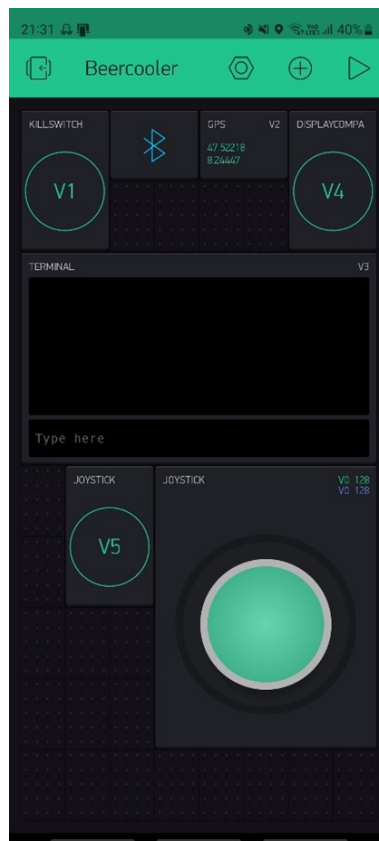 21:31 40%
Beercooler
KILLSWITCH
V1
GPS V2
47.52218
8.24447
DISPLAYCOMPA
V4
TERMINAL V3
Type here
JOYSTICK
V5
JOYSTICK V0 128
V0 128